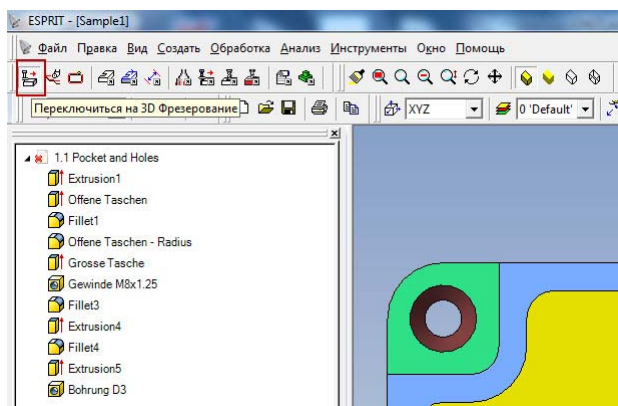 ESPRIT - [Sample1]
Файл Правка Вид Создать Обработка Анализ Инструменты Окно Помощь
Переключиться на 3D Фрезерование
XYZ
0 'Default'
1.1 Pocket and Holes
Extrusion1
Offene Taschen
Fillet1
Offene Taschen - Radius
Grosse Tasche
Gewinde M8x1.25
Fillet3
Extrusion4
Fillet4
Extrusion5
Bohrung D3